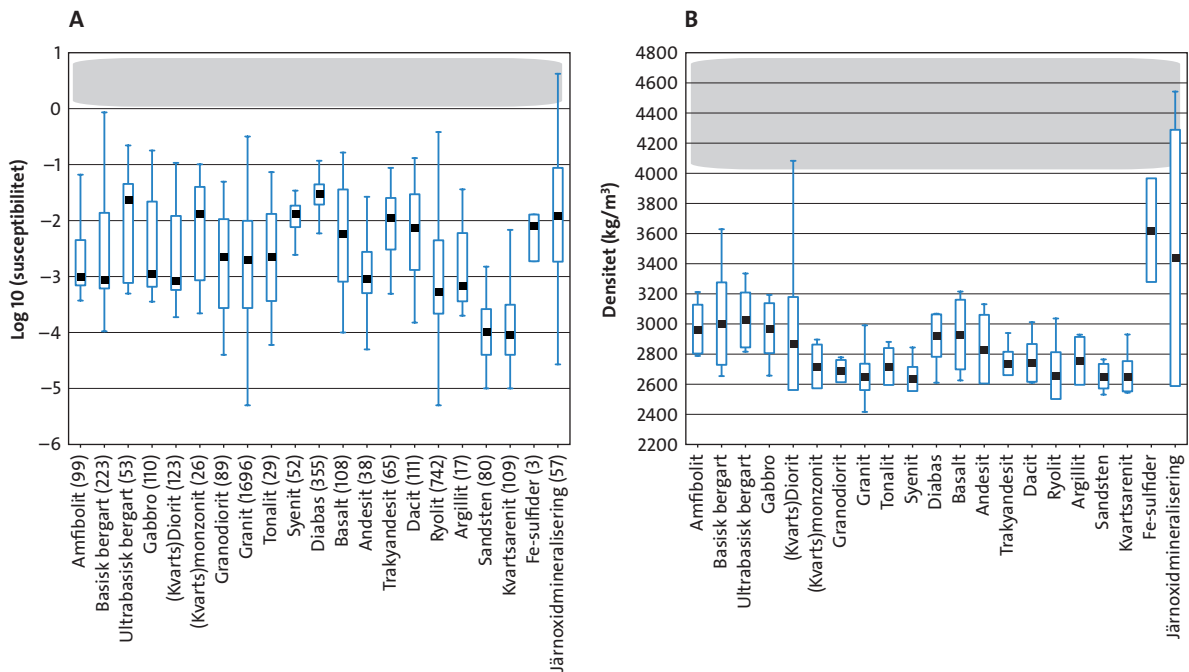 A
Log 10 (susceptibilitet)
1
0
−1
−2
−3
−4
−5
−6
Amfibolit (99)
Basisk bergart (223)
Ultrabasisk bergart (53)
Gabbro (110)
(Kvarts)Diorit (123)
(Kvarts)monzonit (26)
Granodiorit (89)
Granit (1696)
Tonalit (29)
Syenit (52)
Diabas (355)
Basalt (108)
Andesit (38)
Trakyandesit (65)
Dacit (111)
Ryolit (742)
Argillit (17)
Sandsten (80)
Kvartsarenit (109)
Fe-sulfider (3)
Järnoxidmineralisering (57)
B
Densitet (kg/m³)
4800
4600
4400
4200
4000
3800
3600
3400
3200
3000
2800
2600
2400
2200
Amfibolit
Basisk bergart
Ultrabasisk bergart
Gabbro
(Kvarts)Diorit
(Kvarts)monzonit
Granodiorit
Granit
Tonalit
Syenit
Diabas
Basalt
Andesit
Trakyandesit
Dacit
Ryolit
Argillit
Sandsten
Kvartsarenit
Fe-sulfider
Järnoxidmineralisering